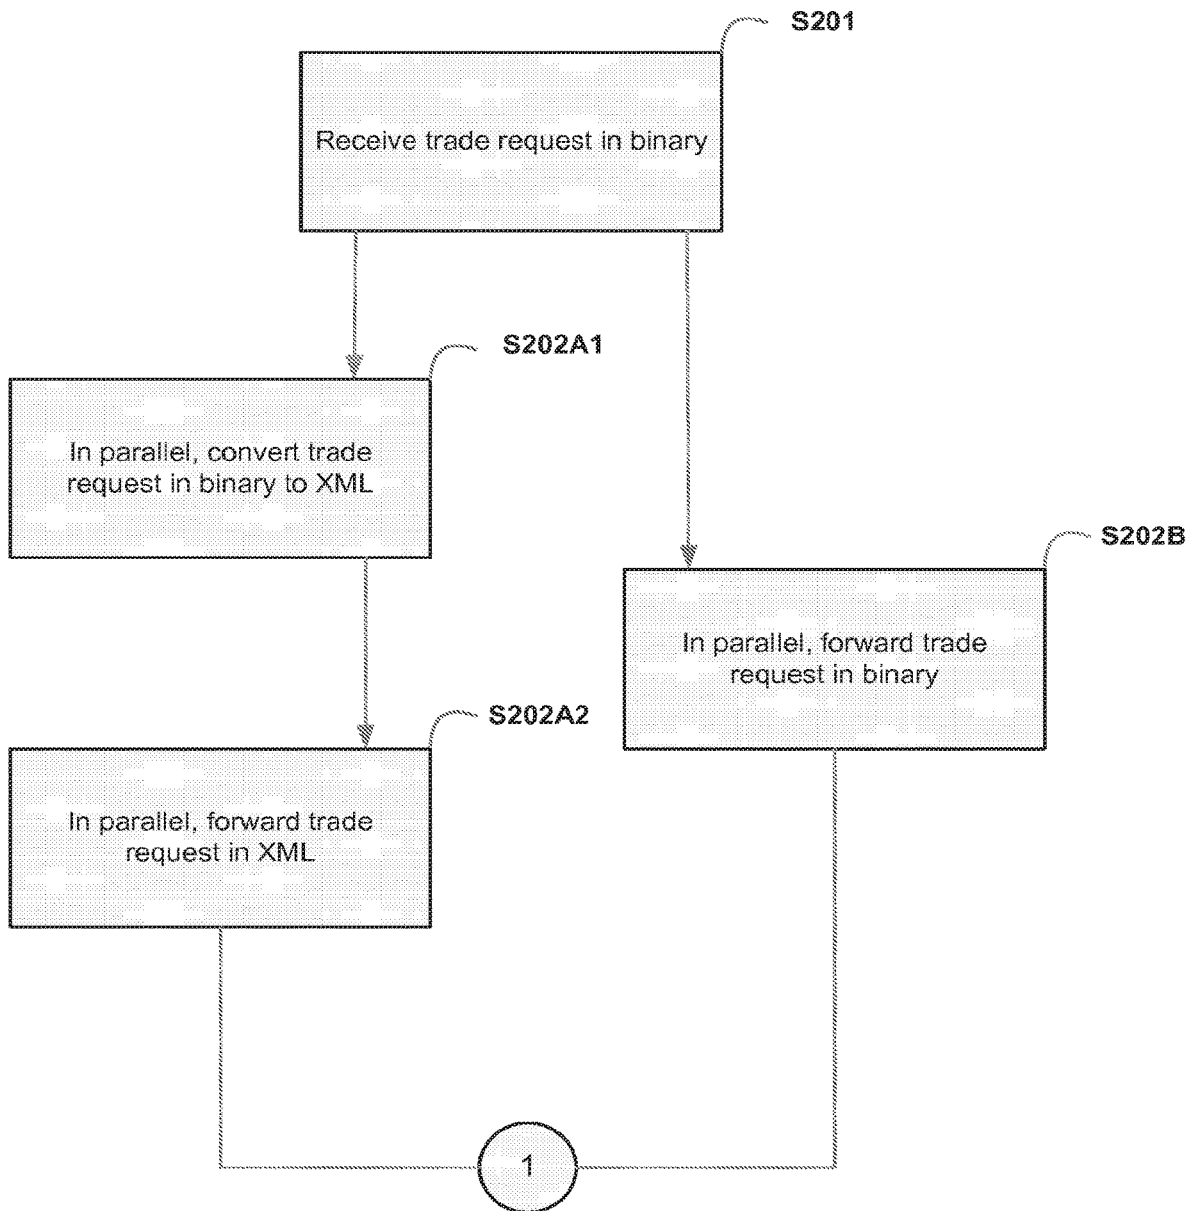 S201
Receive trade request in binary
S202A1
In parallel, convert trade
request in binary to XML
S202B
In parallel, forward trade
request in binary
S202A2
In parallel, forward trade
request in XML
1